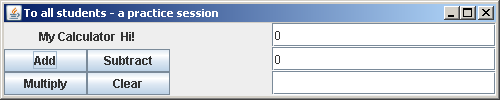 To all students - a practice session
My Calculator Hi! 0
Add Subtract 0
Multiply Clear